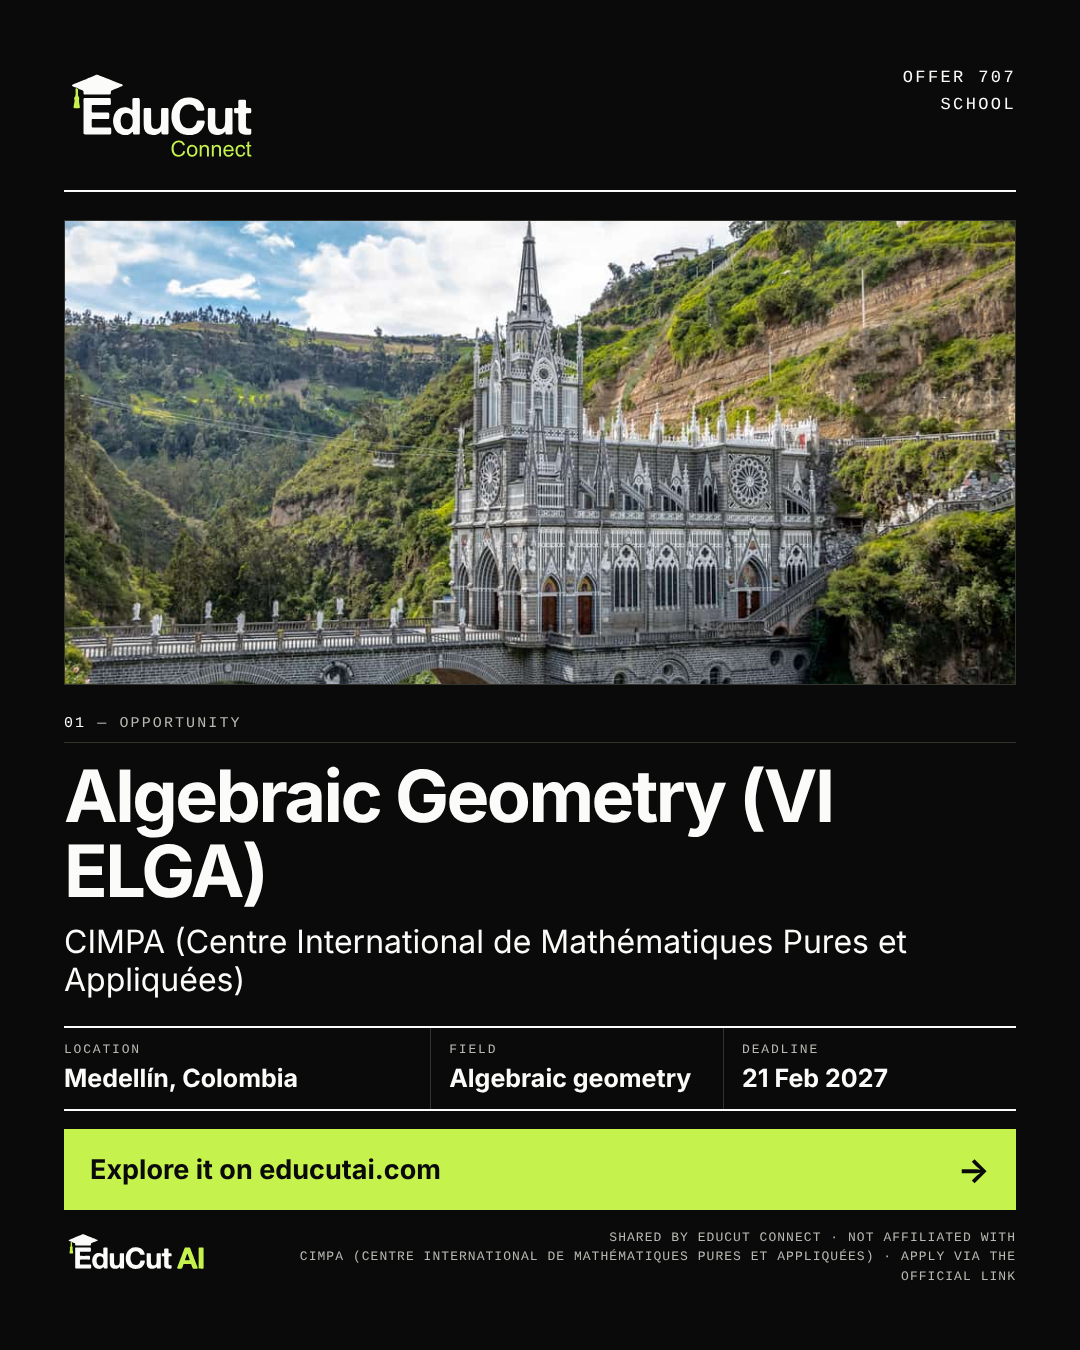 EduCut
Connect
OFFER 707
SCHOOL
01 — OPPORTUNITY
Algebraic Geometry (VI
ELGA)
CIMPA (Centre International de Mathématiques Pures et
Appliquées)
LOCATION
Medellín, Colombia
FIELD
Algebraic geometry
DEADLINE
21 Feb 2027
Explore it on educutai.com →
EduCut AI
SHARED BY EDUCUT CONNECT · NOT AFFILIATED WITH
CIMPA (CENTRE INTERNATIONAL DE MATHÉMATIQUES PURES ET APPLIQUÉES) · APPLY VIA THE
OFFICIAL LINK